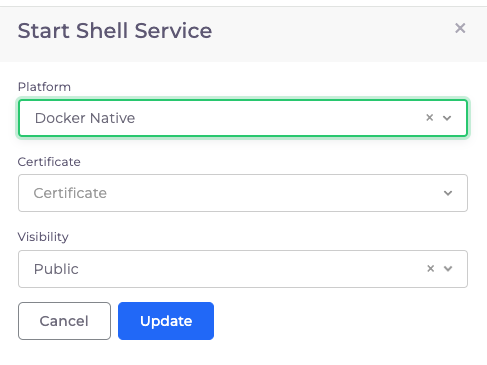 Start Shell Service
Platform
Docker Native
Certificate
Certificate
Visibility
Public
Cancel Update